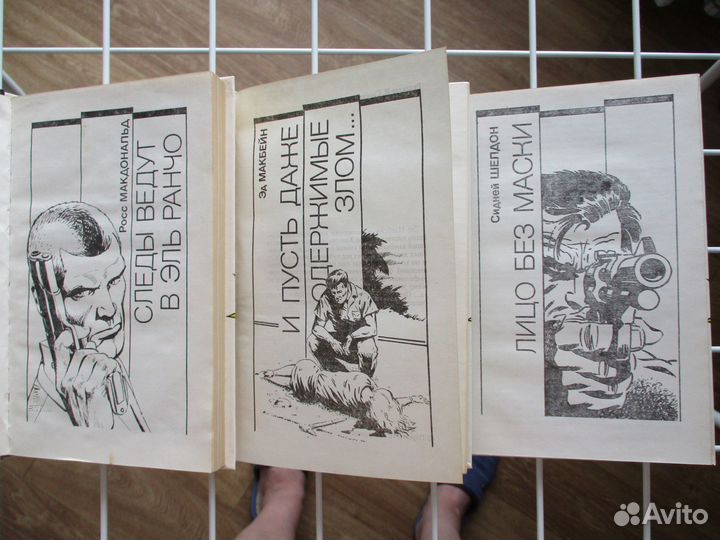 Росс МАКДОНАЛЬД
СЛЕДЫ ВЕДУТ
В ЭЛЬ РАНЧО
Эд МАКБЕЙН
И ПУСТЬ ДАЖЕ
ОДЕРЖИМЫЕ
ЗЛОМ...
Сидней ШЕЛДОН
ЛИЦО БЕЗ МАСКИ
Avito